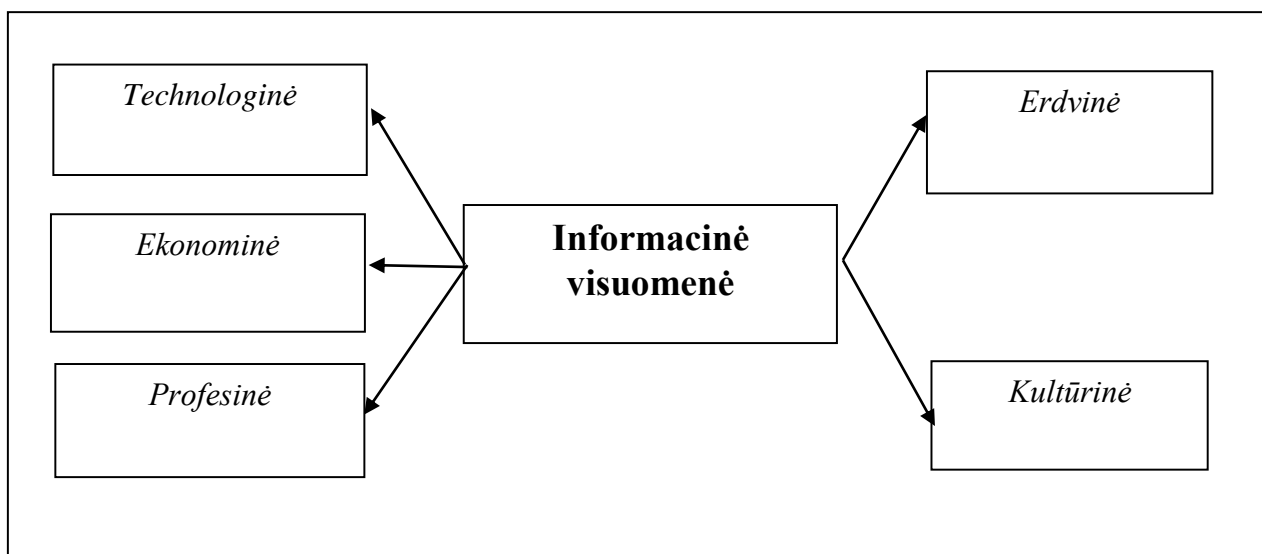 Technologinė
Ekonominė
Profesinė
Informacinė
visuomenė
Erdvinė
Kultūrinė